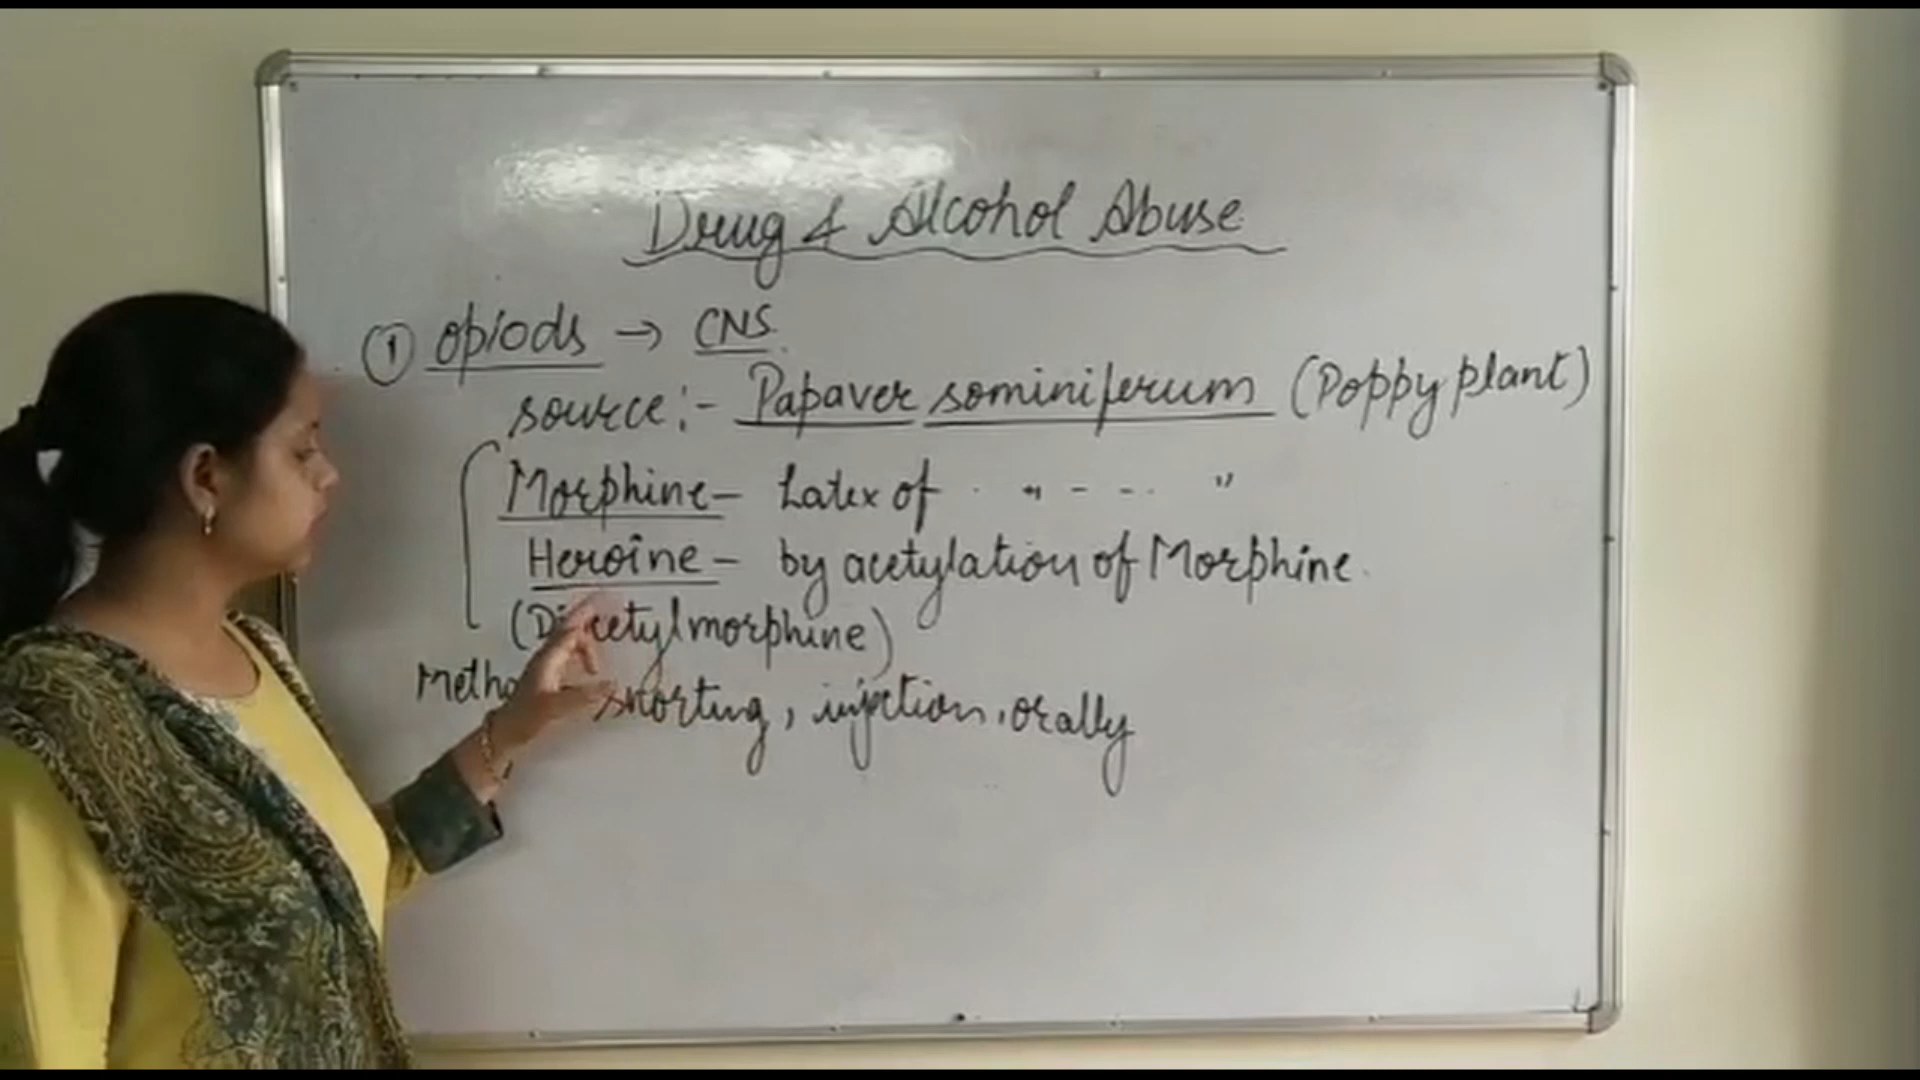 Drug & Alcohol Abuse
① opiods → CNS.
source:- Papaver sominiferum (Poppy plant)
Morphine - Latex of " - - - "
Heroine - by acetylation of Morphine.
(Diacetylmorphine)
snorting, injection, orally